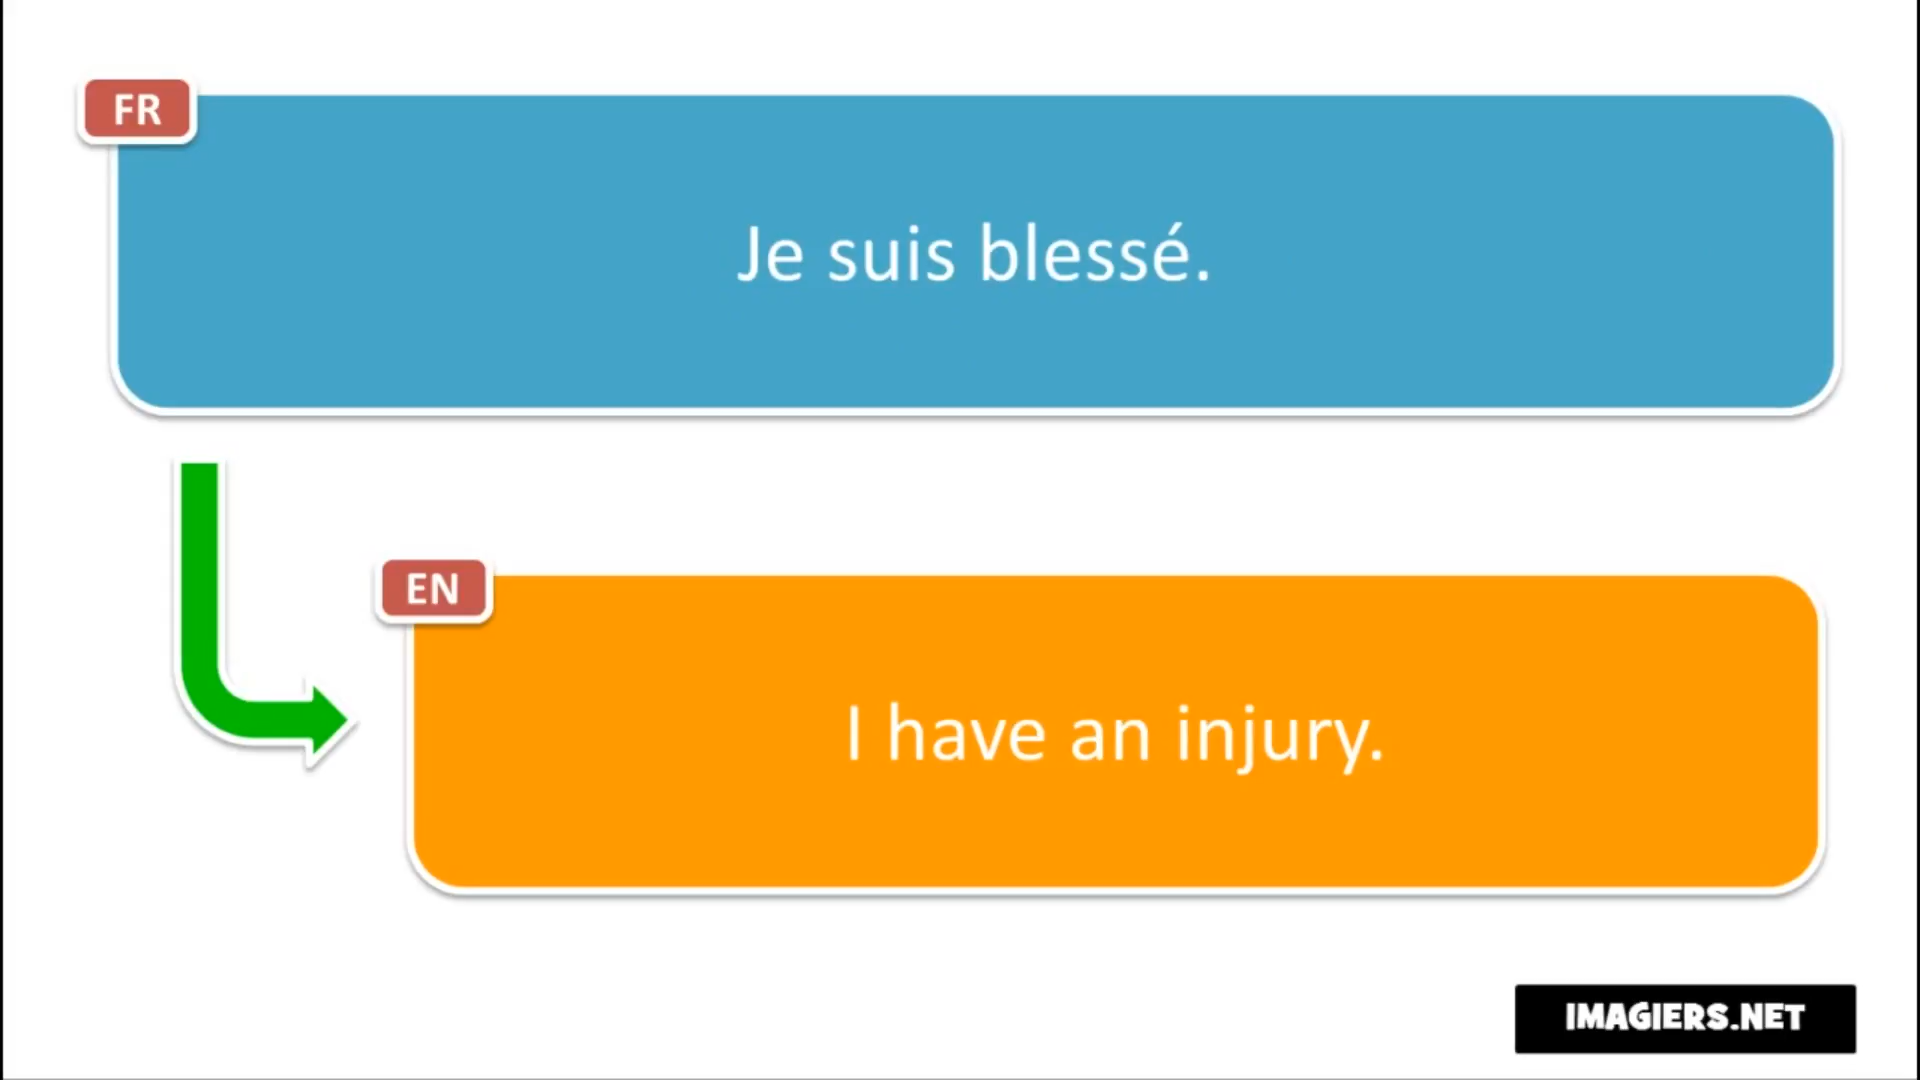 FR
Je suis blessé.
EN
I have an injury.
IMAGIERS.NET